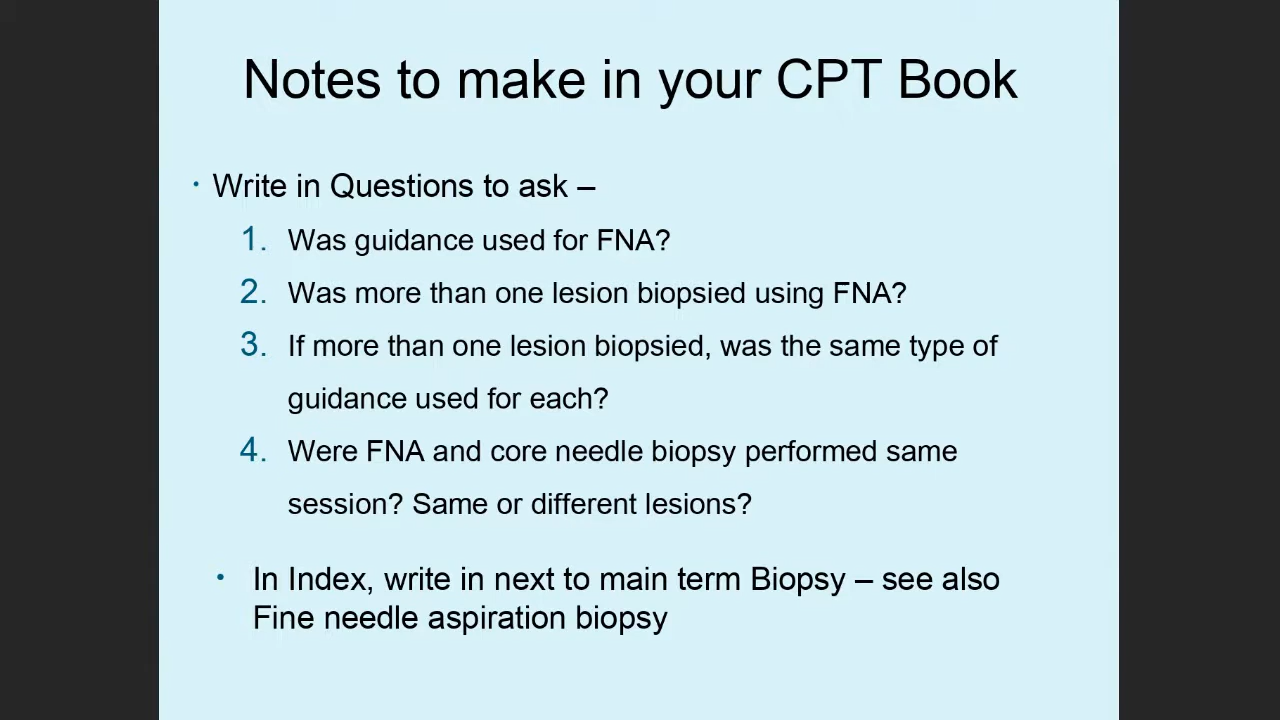 Notes to make in your CPT Book
• Write in Questions to ask –
1. Was guidance used for FNA?
2. Was more than one lesion biopsied using FNA?
3. If more than one lesion biopsied, was the same type of
guidance used for each?
4. Were FNA and core needle biopsy performed same
session? Same or different lesions?
• In Index, write in next to main term Biopsy – see also
Fine needle aspiration biopsy